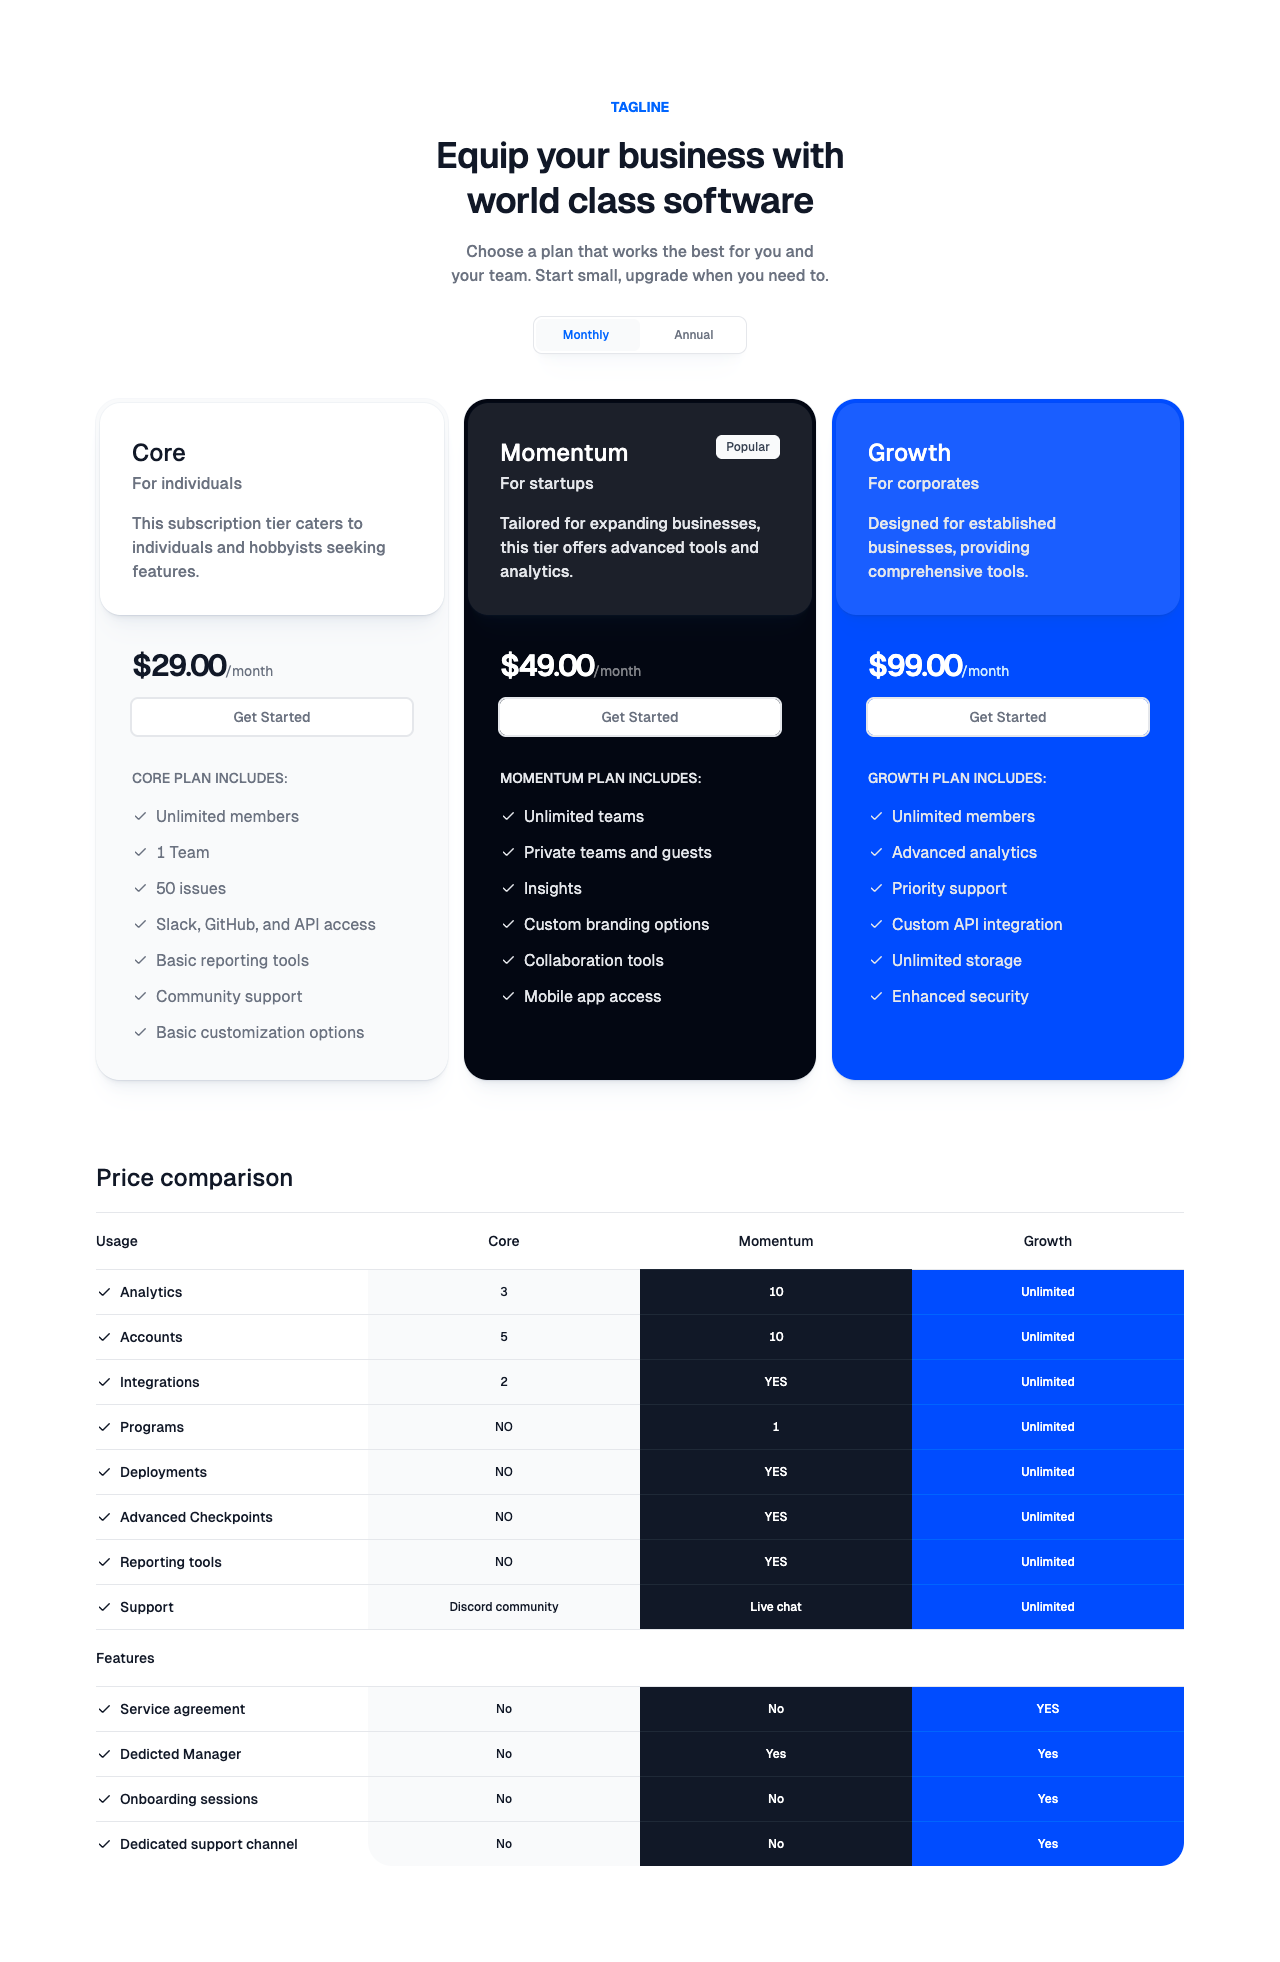 TAGLINE
Equip your business with
world class software
Choose a plan that works the best for you and
your team. Start small, upgrade when you need to.
Monthly Annual
Core
For individuals
This subscription tier caters to
individuals and hobbyists seeking
features.
$29.00/month
Get Started
CORE PLAN INCLUDES:
Unlimited members
1 Team
50 issues
Slack, GitHub, and API access
Basic reporting tools
Community support
Basic customization options
Momentum Popular
For startups
Tailored for expanding businesses,
this tier offers advanced tools and
analytics.
$49.00/month
Get Started
MOMENTUM PLAN INCLUDES:
Unlimited teams
Private teams and guests
Insights
Custom branding options
Collaboration tools
Mobile app access
Growth
For corporates
Designed for established
businesses, providing
comprehensive tools.
$99.00/month
Get Started
GROWTH PLAN INCLUDES:
Unlimited members
Advanced analytics
Priority support
Custom API integration
Unlimited storage
Enhanced security
Price comparison
Usage Core Momentum Growth
Analytics 3 10 Unlimited
Accounts 5 10 Unlimited
Integrations 2 YES Unlimited
Programs NO 1 Unlimited
Deployments NO YES Unlimited
Advanced Checkpoints NO YES Unlimited
Reporting tools NO YES Unlimited
Support Discord community Live chat Unlimited
Features
Service agreement No No YES
Dedicted Manager No Yes Yes
Onboarding sessions No No Yes
Dedicated support channel No No Yes